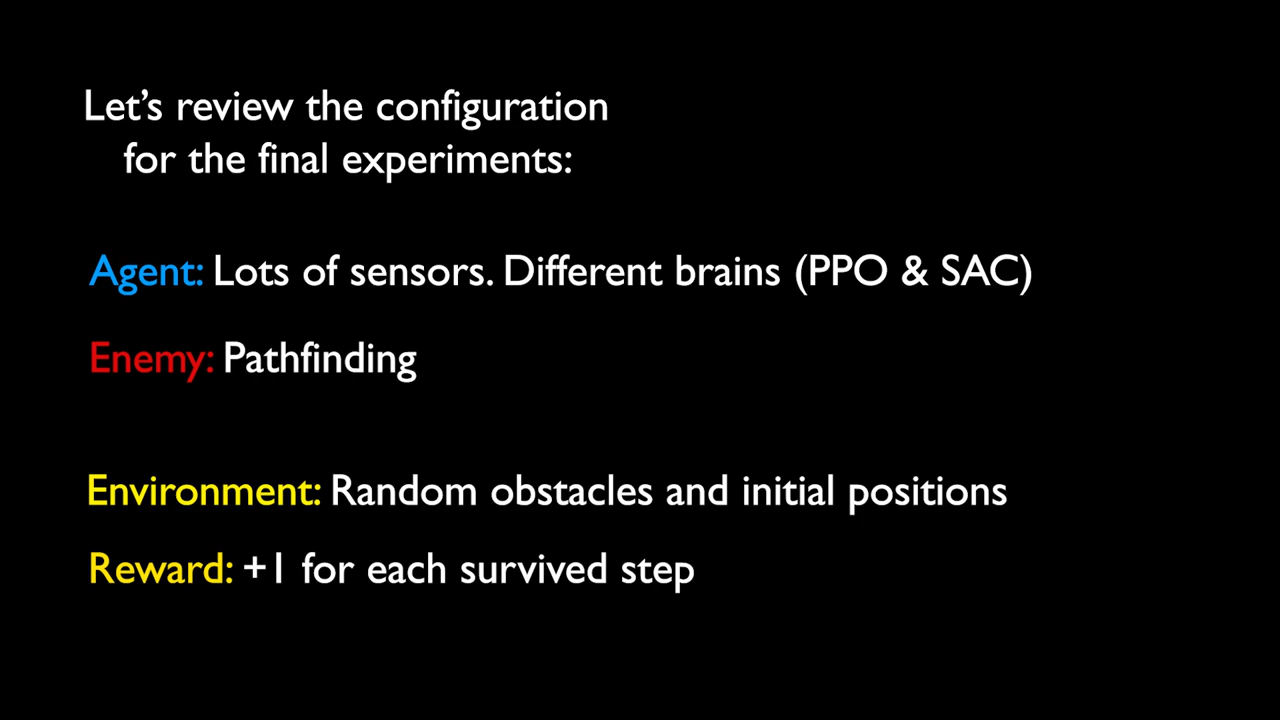 Let’s review the configuration
for the final experiments:
Agent: Lots of sensors. Different brains (PPO & SAC)
Enemy: Pathfinding
Environment: Random obstacles and initial positions
Reward: +1 for each survived step